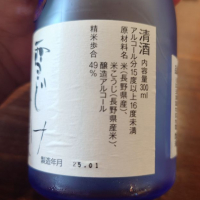 清酒
内容量300ml
アルコール分15度以上16度未満
原材料名 米(長野県産)、
米こうじ(長野県産米)、
醸造アルコール
精米歩合
49%
製造年月 25.01